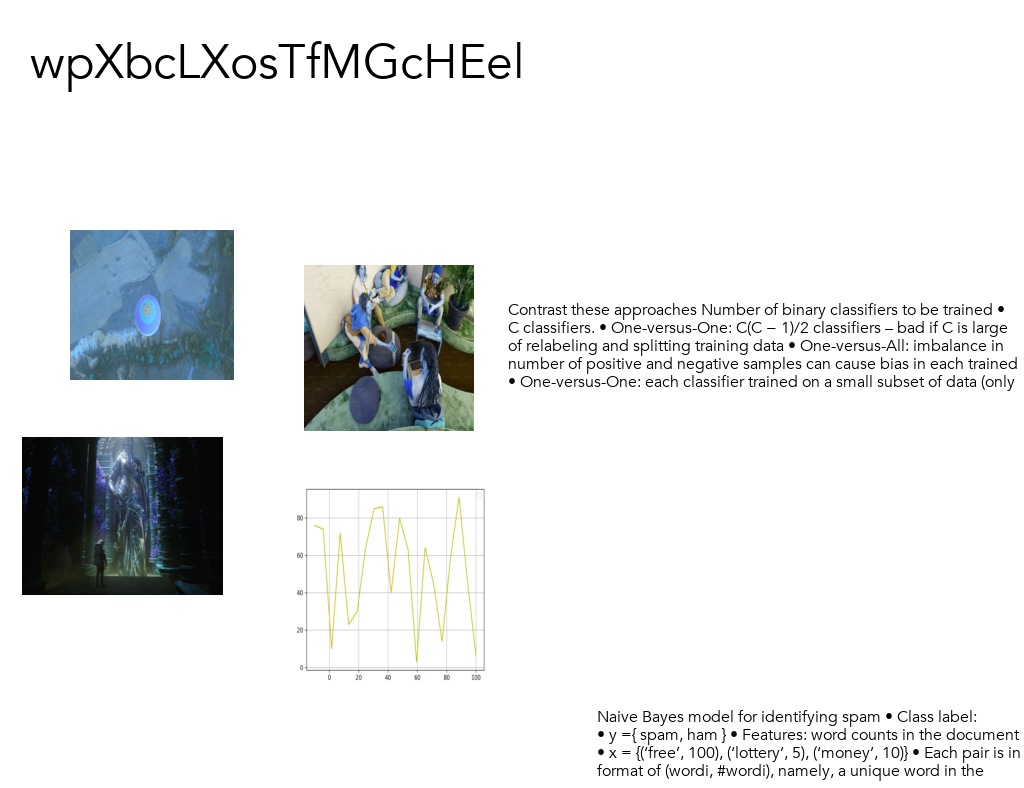 wpXbcLXosTfMGcHEel
Contrast these approaches Number of binary classifiers to be trained •
C classifiers. • One-versus-One: C(C − 1)/2 classifiers – bad if C is large
of relabeling and splitting training data • One-versus-All: imbalance in
number of positive and negative samples can cause bias in each trained
• One-versus-One: each classifier trained on a small subset of data (only
80
60
40
20
0
0 20 40 60 80 100
Naive Bayes model for identifying spam • Class label:
• y ={ spam, ham } • Features: word counts in the document
• x = {(‘free’, 100), (‘lottery’, 5), (‘money’, 10)} • Each pair is in
format of (wordi, #wordi), namely, a unique word in the